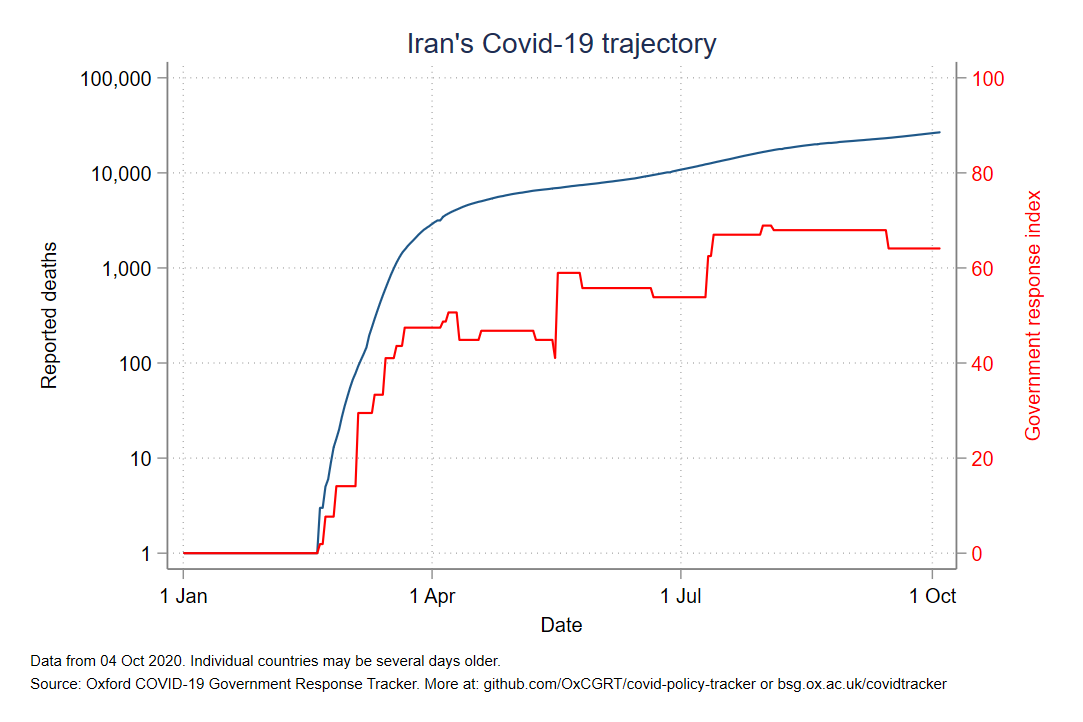 Iran's Covid-19 trajectory
100,000
10,000
1,000
100
10
1
Reported deaths
100
80
60
40
20
0
Government response index
1 Jan
1 Apr
1 Jul
1 Oct
Date
Data from 04 Oct 2020. Individual countries may be several days older.
Source: Oxford COVID-19 Government Response Tracker. More at: github.com/OxCGRT/covid-policy-tracker or bsg.ox.ac.uk/covidtracker